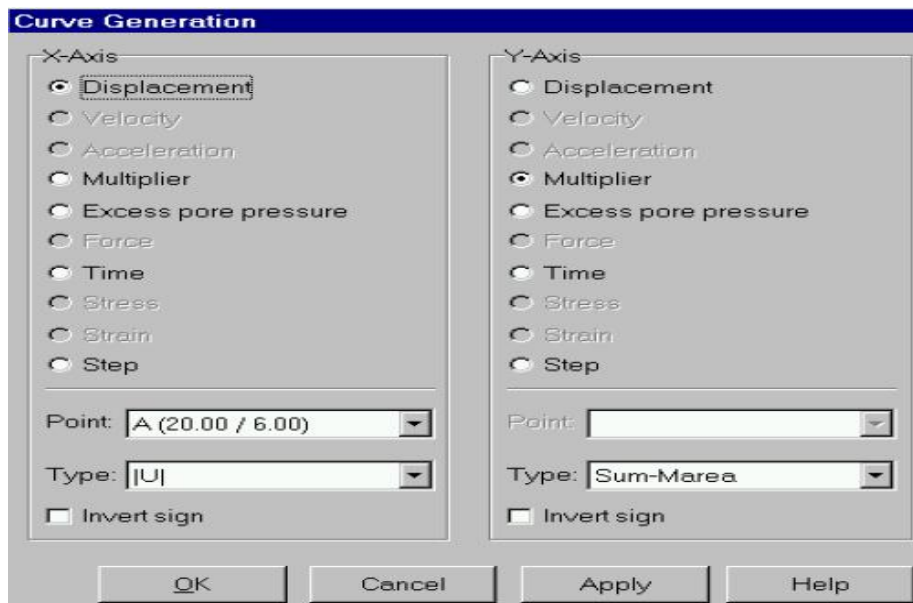 Curve Generation
X-Axis
Displacement
Velocity
Acceleration
Multiplier
Excess pore pressure
Force
Time
Stress
Strain
Step
Point: A (20.00 / 6.00)
Type: |U|
Invert sign
Y-Axis
Displacement
Velocity
Acceleration
Multiplier
Excess pore pressure
Force
Time
Stress
Strain
Step
Point:
Type: Sum-Marea
Invert sign
OK Cancel Apply Help